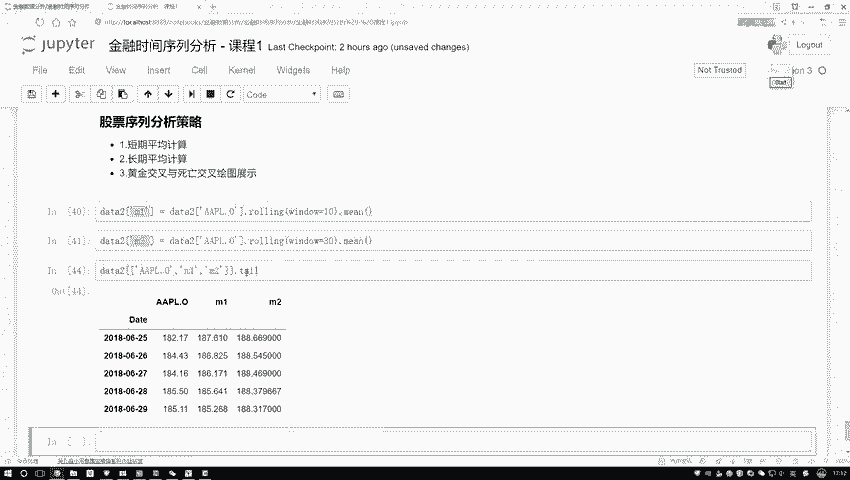 jupyter 金融时间序列分析 - 课程1 Last Checkpoint: 2 hours ago (unsaved changes)
Logout
File Edit View Insert Cell Kernel Widgets Help
Not Trusted
Code
股票序列分析策略
1.短期平均计算
2.长期平均计算
3.黄金交叉与死亡交叉绘图展示
In [40]: = data2['AAPL.O'].rolling(window=10).mean()
In [41]: = data2['AAPL.O'].rolling(window=30).mean()
In [44]: data2[['AAPL.O','m1','m2']].tail
Out[44]:
AAPL.O m1 m2
Date
2018-06-25 182.17 187.610 188.669000
2018-06-26 184.43 186.825 188.545000
2018-06-27 184.16 186.171 188.469000
2018-06-28 185.50 185.641 188.379667
2018-06-29 185.11 185.268 188.317000
In [ ]: